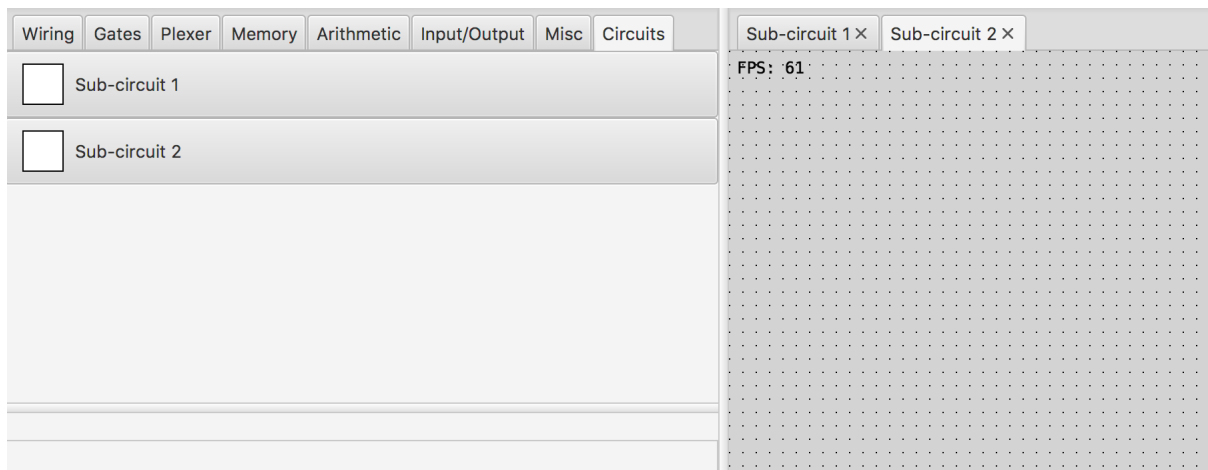 Wiring Gates Plexer Memory Arithmetic Input/Output Misc Circuits
Sub-circuit 1
Sub-circuit 2
Sub-circuit 1 × Sub-circuit 2 ×
FPS: 61